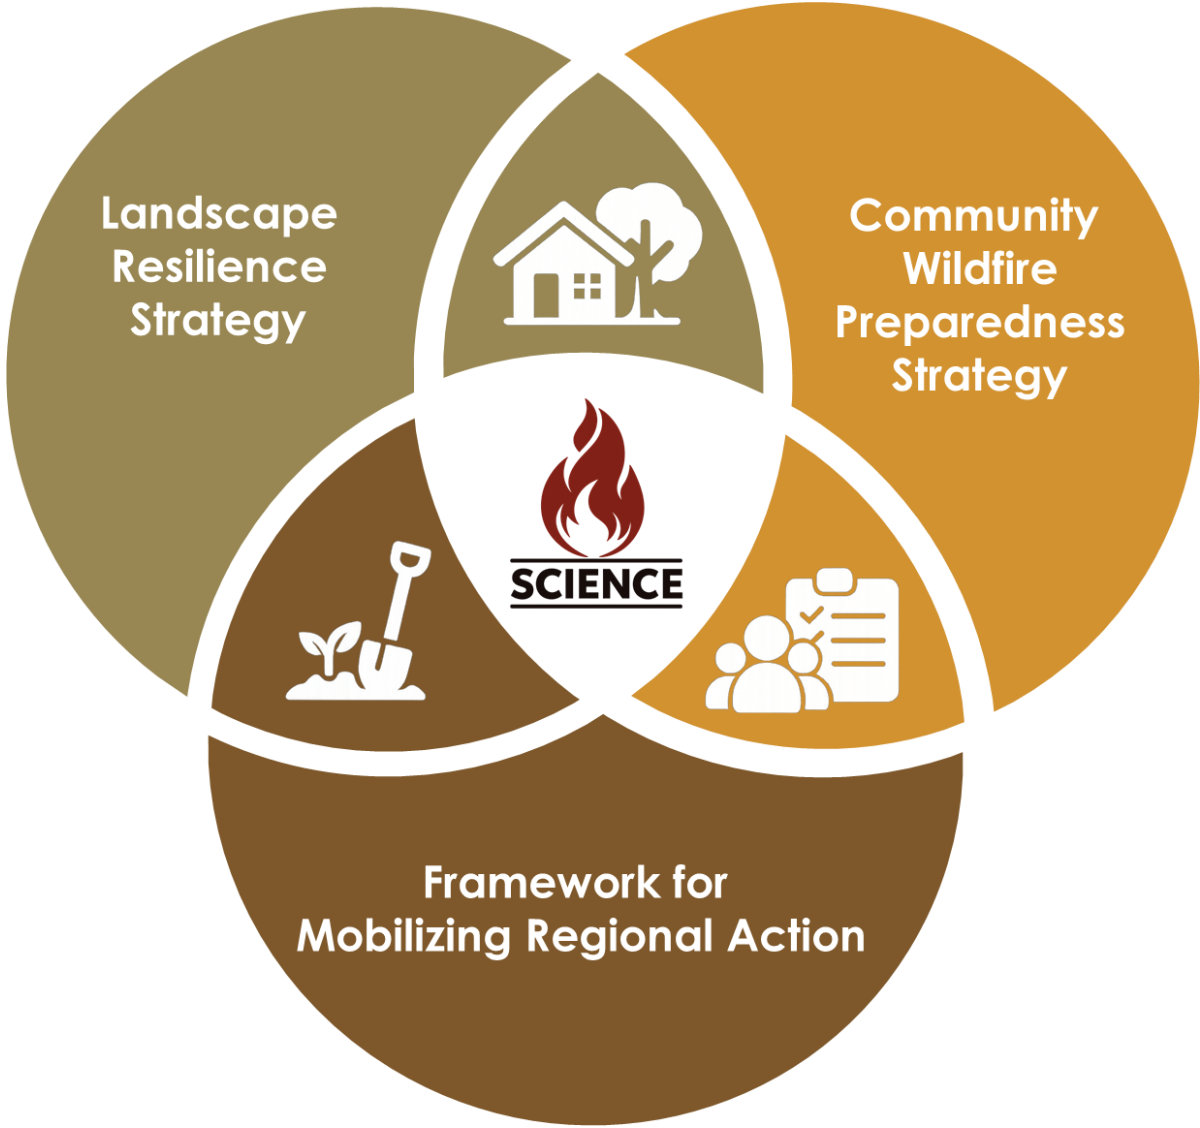 Landscape
Resilience
Strategy
Community
Wildfire
Preparedness
Strategy
SCIENCE
Framework for
Mobilizing Regional Action